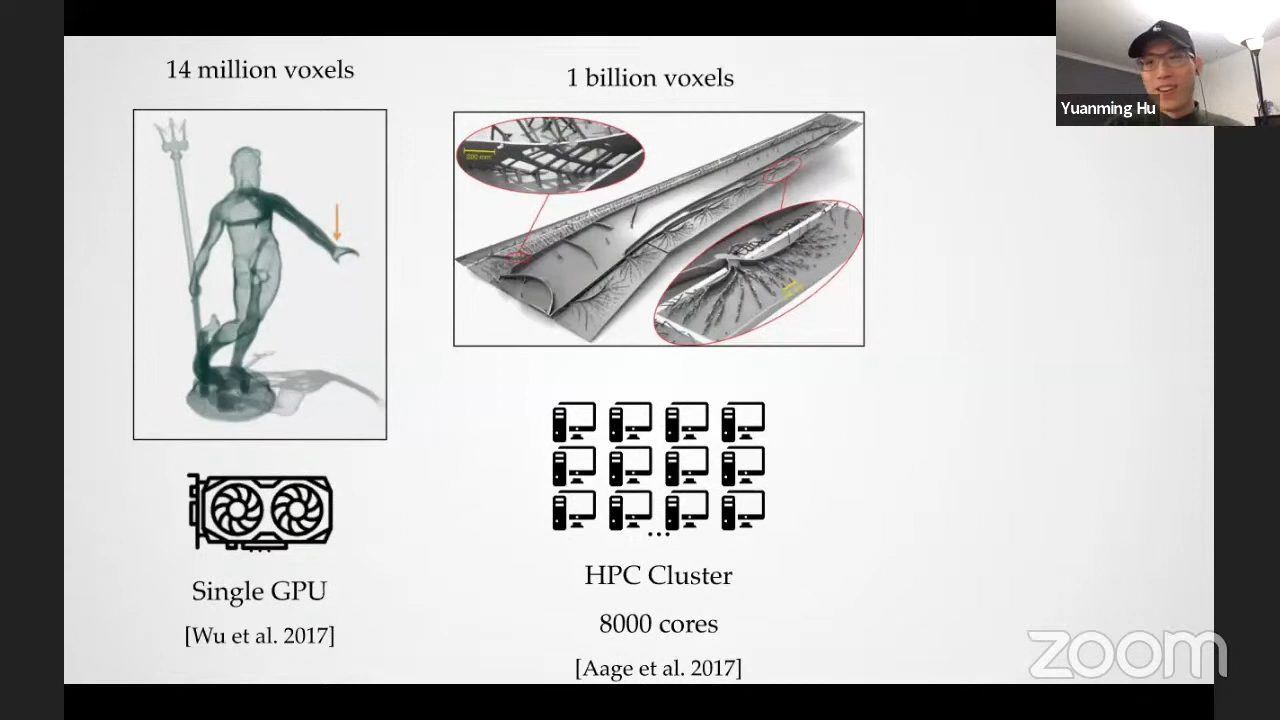 14 million voxels
1 billion voxels
Yuanming Hu
Single GPU
[Wu et al. 2017]
...
HPC Cluster
8000 cores
[Aage et al. 2017]
zoom